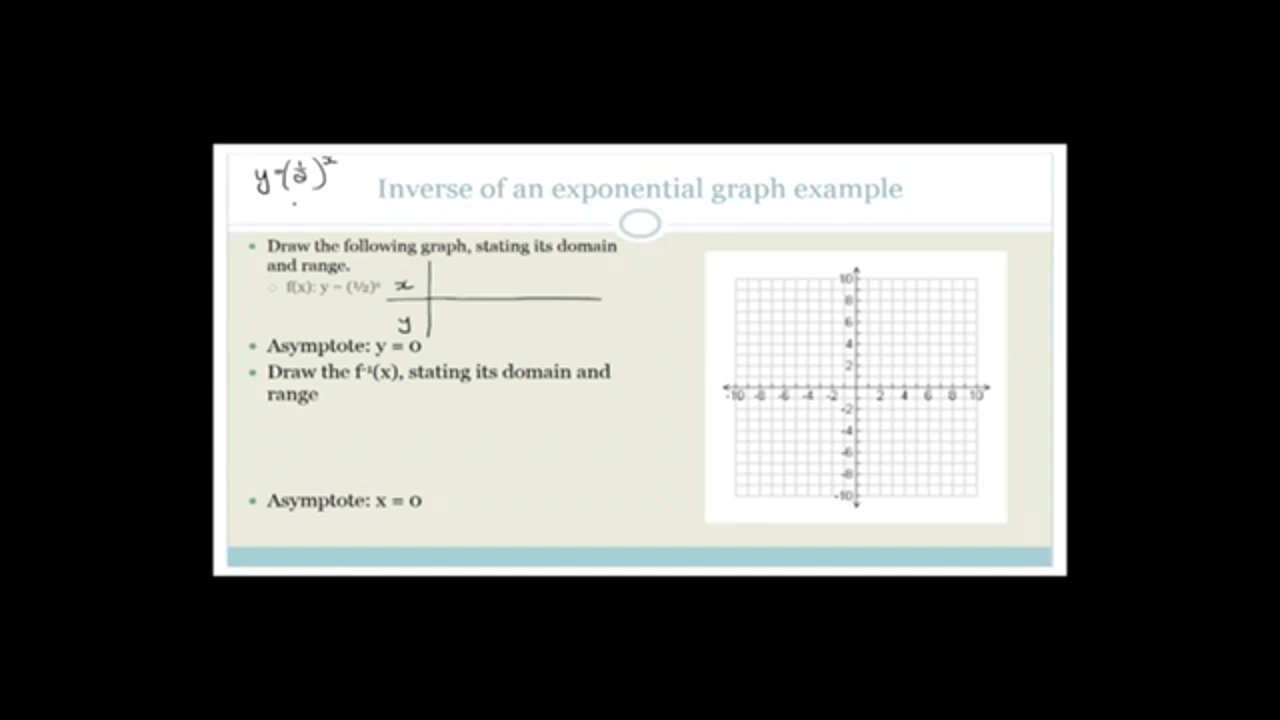 y=(1/2)ˣ
Inverse of an exponential graph example
• Draw the following graph, stating its domain
and range.
○ f(x): y = (½)ˣ
x
y
• Asymptote: y = 0
• Draw the f⁻¹(x), stating its domain and
range
• Asymptote: x = 0
10
8
6
4
2
-10 -8 -6 -4 -2 2 4 6 8 10
-2
-4
-6
-8
-10